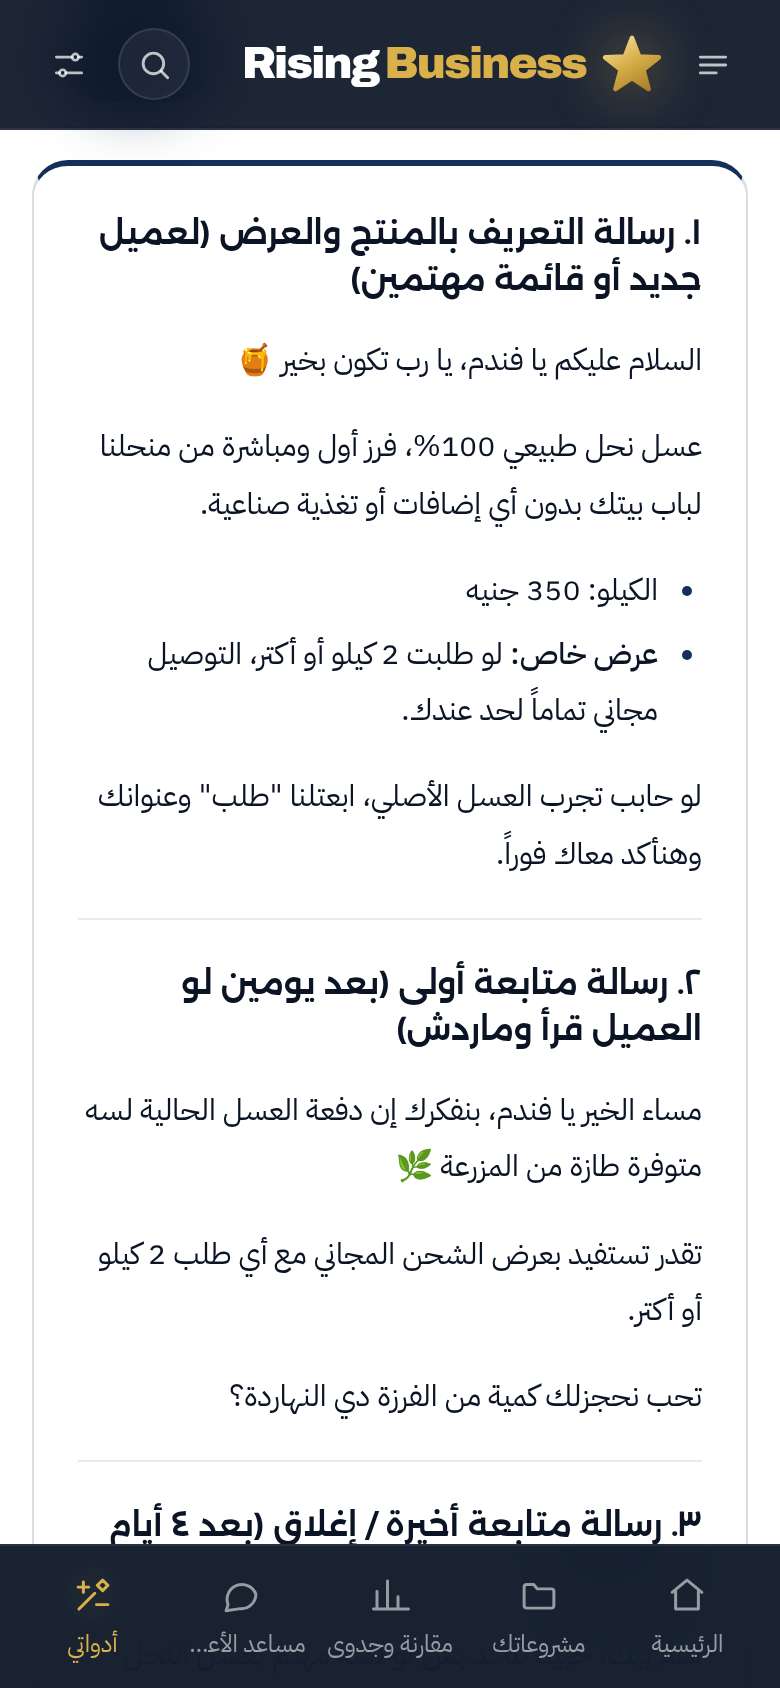 Rising Business
١. رسالة التعريف بالمنتج والعرض (لعميل
جديد أو قائمة مهتمين)
السلام عليكم يا فندم، يا رب تكون بخير 🍯
عسل نحل طبيعي 100%، فرز أول ومباشرة من منحلنا
لباب بيتك بدون أي إضافات أو تغذية صناعية.
• الكيلو: 350 جنيه
• عرض خاص: لو طلبت 2 كيلو أو أكتر، التوصيل
مجاني تماماً لحد عندك.
لو حابب تجرب العسل الأصلي، ابعتلنا "طلب" وعنوانك
وهنأكد معاك فوراً.
٢. رسالة متابعة أولى (بعد يومين لو
العميل قرأ وماردش)
مساء الخير يا فندم، بنفكرك إن دفعة العسل الحالية لسه
متوفرة طازة من المزرعة 🌿
تقدر تستفيد بعرض الشحن المجاني مع أي طلب 2 كيلو
أو أكتر.
تحب نحجزلك كمية من الفرزة دي النهاردة؟
٣. رسالة متابعة أخيرة / إغلاق (بعد ٤ أيام
الرئيسية
مشروعاتك
مقارنة وجدوى
مساعد الأعـ...
أدواتي